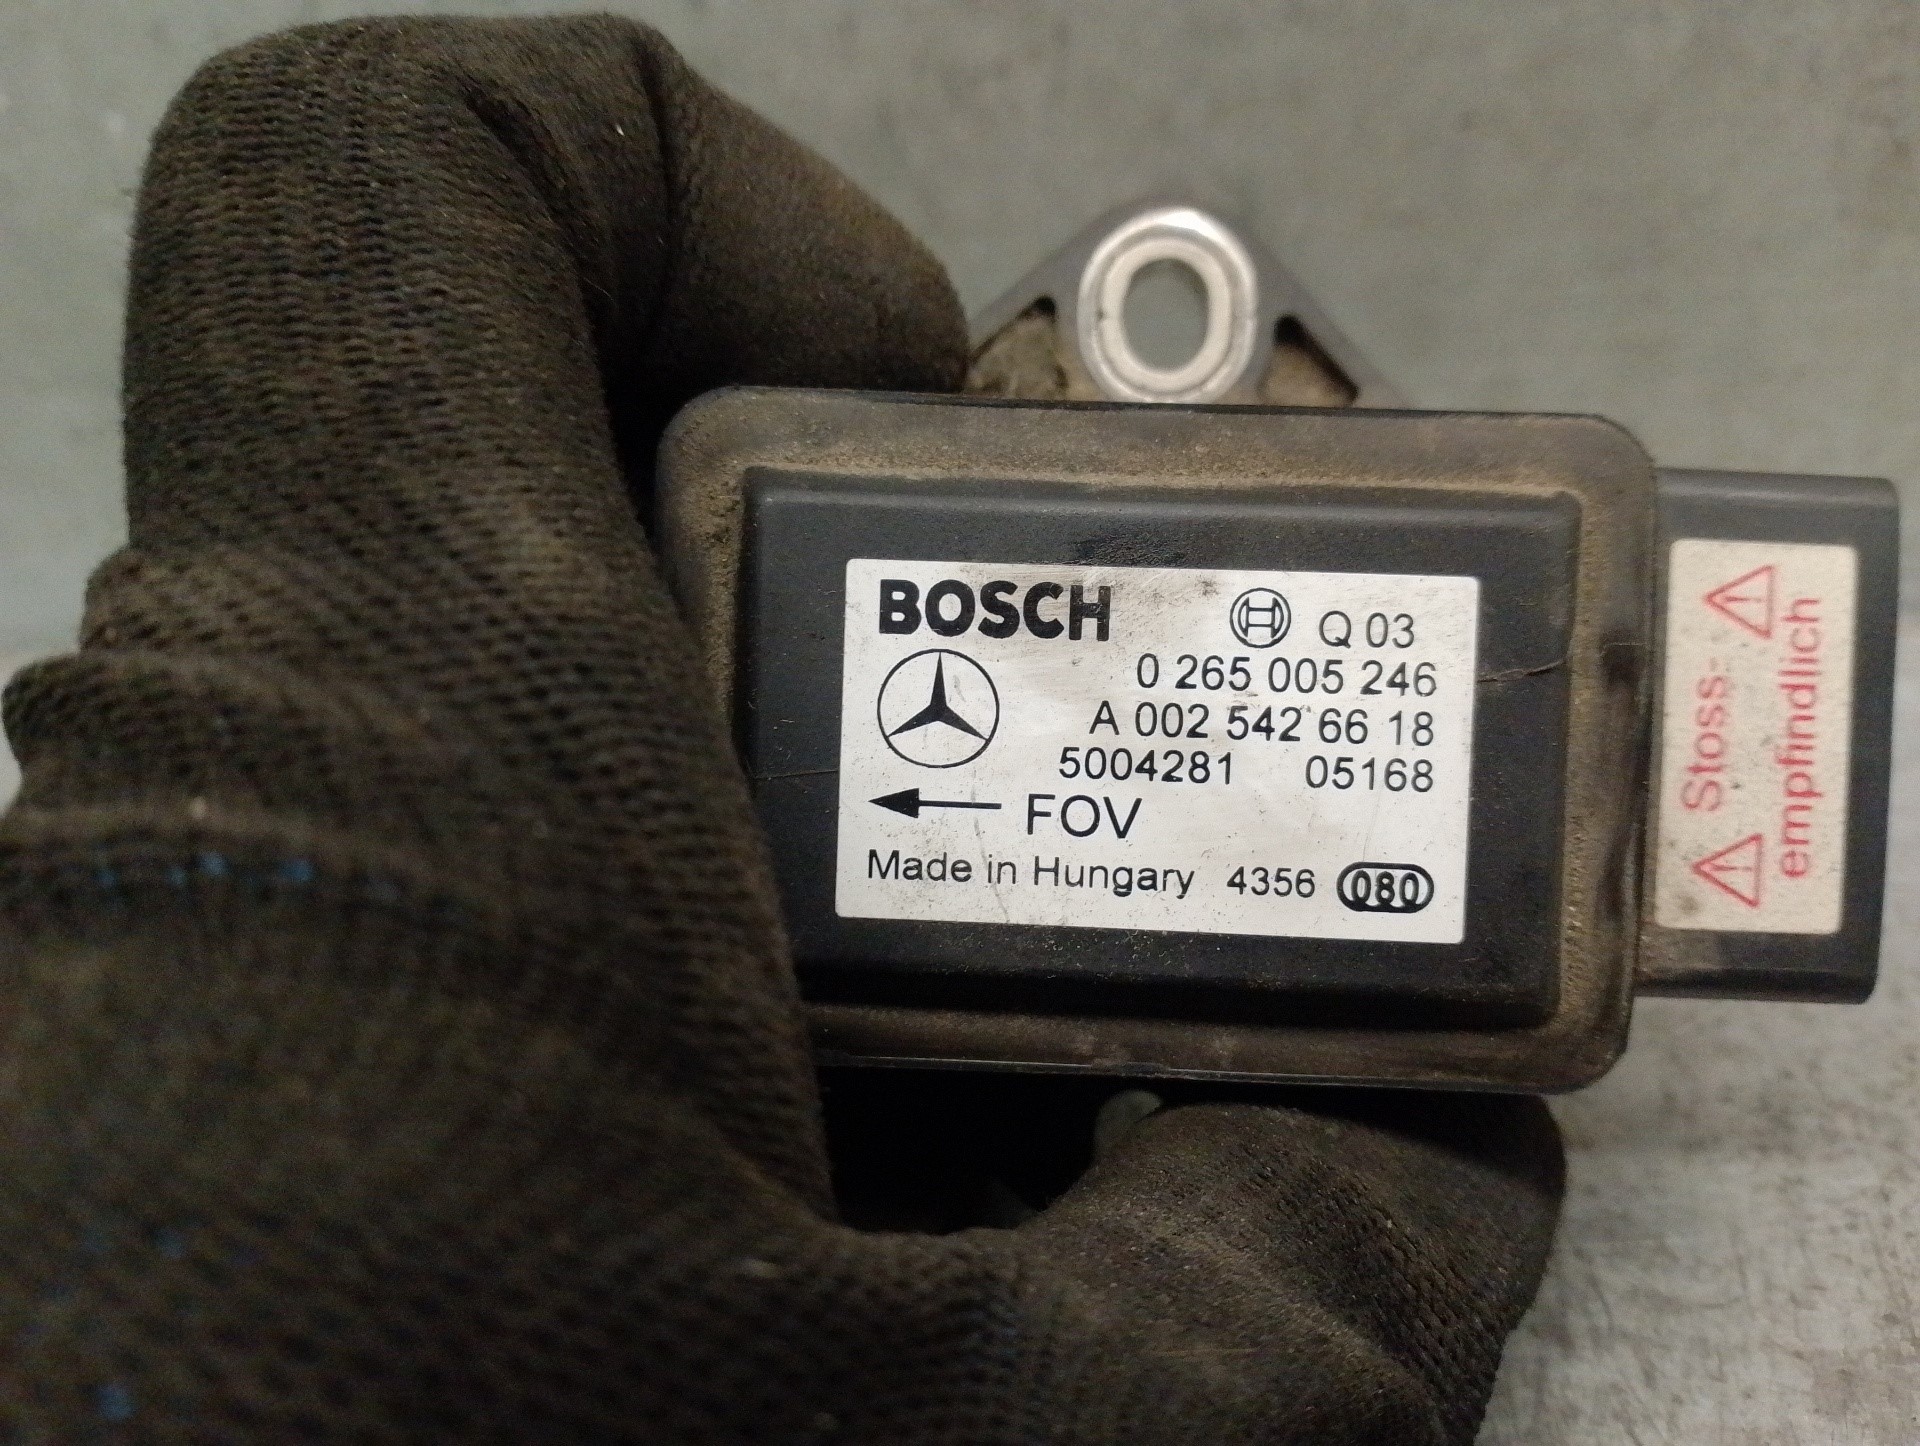 BOSCH Q 03
0 265 005 246
A 002 542 66 18
5004281 05168
FOV
Made in Hungary 4356 080
Stoss-
empfindlich